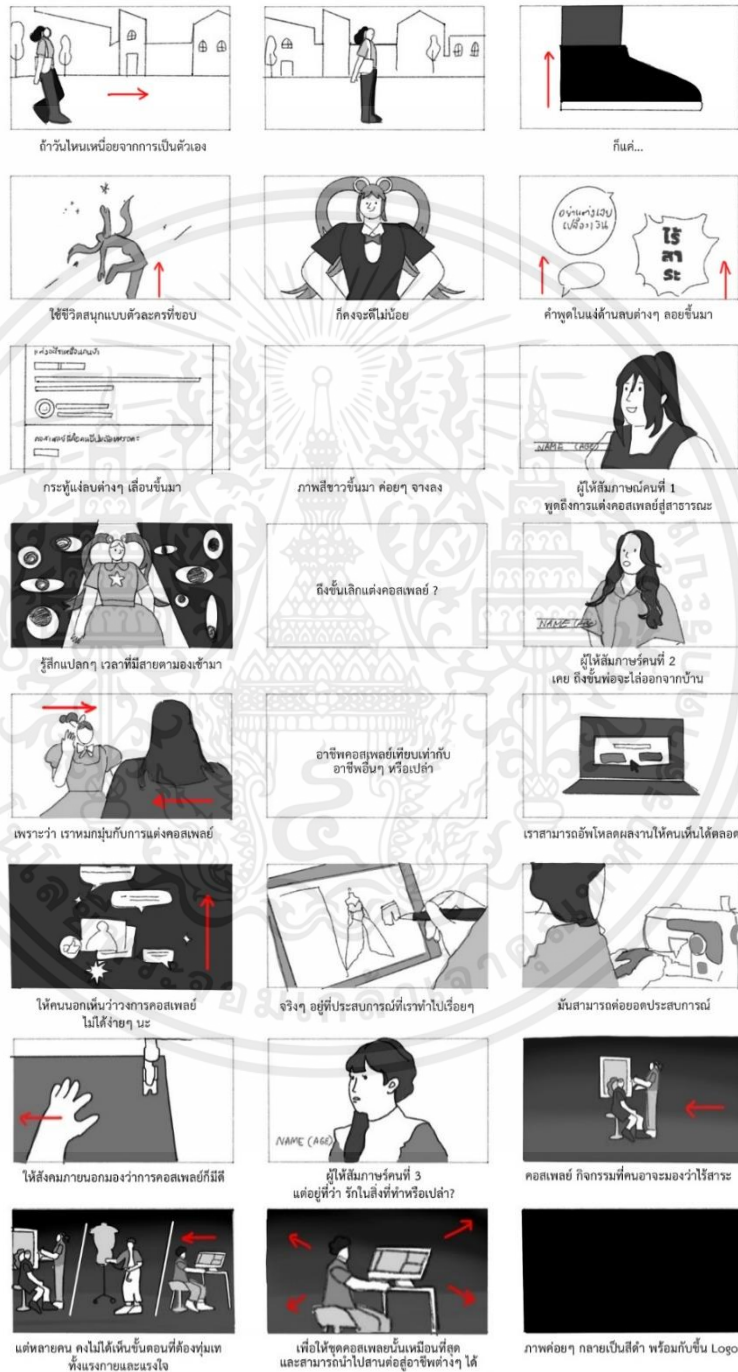 ถ้าวันไหนเหนื่อยจากการเป็นตัวเอง
ก็แค่...
ใช้ชีวิตสนุกแบบตัวละครที่ชอบ
ก็คงจะดีไม่น้อย
ไร้
สา
ระ
คำพูดในแง่ด้านลบต่างๆ ลอยขึ้นมา
กระทู้แง่ลบต่างๆ เลื่อนขึ้นมา
ภาพสีขาวขึ้นมา ค่อยๆ จางลง
NAME (AGE)
ผู้ให้สัมภาษณ์คนที่ 1
พูดถึงการแต่งคอสเพลย์สู่สาธารณะ
รู้สึกแปลกๆ เวลาที่มีสายตามองเข้ามา
ถึงขั้นเลิกแต่งคอสเพลย์ ?
NAME (AGE)
ผู้ให้สัมภาษร์คนที่ 2
เคย ถึงขั้นพ่อจะไล่ออกจากบ้าน
เพราะว่า เราหมกมุ่นกับการแต่งคอสเพลย์
อาชีพคอสเพลย์เทียบเท่ากับ
อาชีพอื่นๆ หรือเปล่า
เราสามารถอัพโหลดผลงานให้คนเห็นได้ตลอด
ให้คนนอกเห็นว่าวงการคอสเพลย์
ไม่ได้ง่ายๆ นะ
จริงๆ อยู่ที่ประสบการณ์ที่เราทำไปเรื่อยๆ
มันสามารถต่อยอดประสบการณ์
ให้สังคมภายนอกมองว่าการคอสเพลย์ก็มีดี
NAME (AGE)
ผู้ให้สัมภาษร์คนที่ 3
แต่อยู่ที่ว่า รักในสิ่งที่ทำหรือเปล่า?
คอสเพลย์ กิจกรรมที่คนอาจจะมองว่าไร้สาระ
แต่หลายคน คงไม่ได้เห็นขั้นตอนที่ต้องทุ่มเท
ทั้งแรงกายและแรงใจ
เพื่อให้ชุดคอสเพลยนั้นเหมือนที่สุด
และสามารถนำไปสานต่อสู่อาชีพต่างๆ ได้
ภาพค่อยๆ กลายเป็นสีดำ พร้อมกับขึ้น Logo